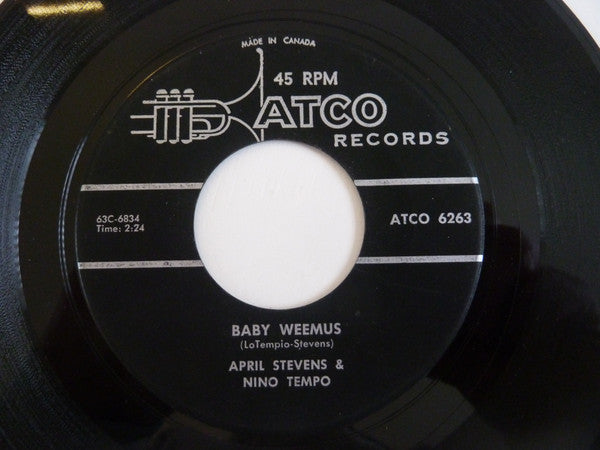 MADE IN CANADA
45 RPM
ATCO
RECORDS
63C-6834
Time: 2:24
ATCO 6263
BABY WEEMUS
(LoTempio-Stevens)
APRIL STEVENS &
NINO TEMPO